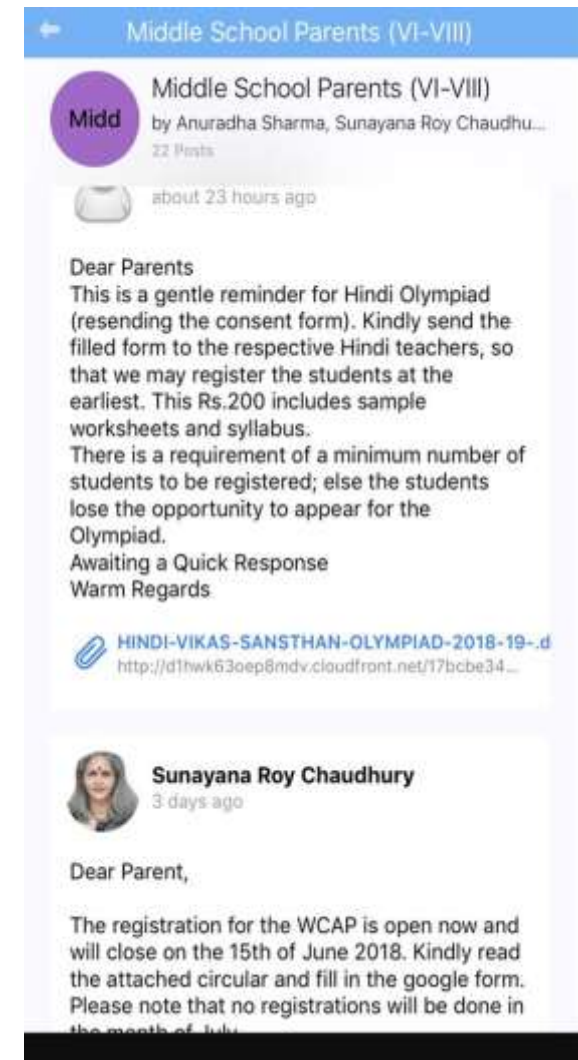 Middle School Parents (VI-VIII)
Midd
Middle School Parents (VI-VIII)
by Anuradha Sharma, Sunayana Roy Chaudhu...
22 Posts
about 23 hours ago
Dear Parents
This is a gentle reminder for Hindi Olympiad
(resending the consent form). Kindly send the
filled form to the respective Hindi teachers, so
that we may register the students at the
earliest. This Rs.200 includes sample
worksheets and syllabus.
There is a requirement of a minimum number of
students to be registered; else the students
lose the opportunity to appear for the
Olympiad.
Awaiting a Quick Response
Warm Regards
HINDI-VIKAS-SANSTHAN-OLYMPIAD-2018-19-.d
http://d1hwk63oep8mdv.cloudfront.net/17bcbe34...
Sunayana Roy Chaudhury
3 days ago
Dear Parent,
The registration for the WCAP is open now and
will close on the 15th of June 2018. Kindly read
the attached circular and fill in the google form.
Please note that no registrations will be done in
the month of July